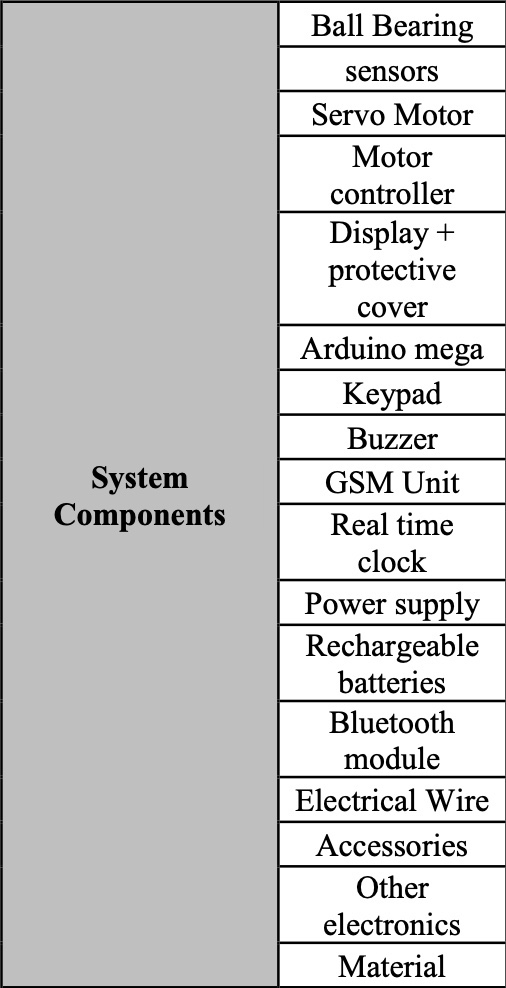 System
Components
Ball Bearing
sensors
Servo Motor
Motor
controller
Display +
protective
cover
Arduino mega
Keypad
Buzzer
GSM Unit
Real time
clock
Power supply
Rechargeable
batteries
Bluetooth
module
Electrical Wire
Accessories
Other
electronics
Material